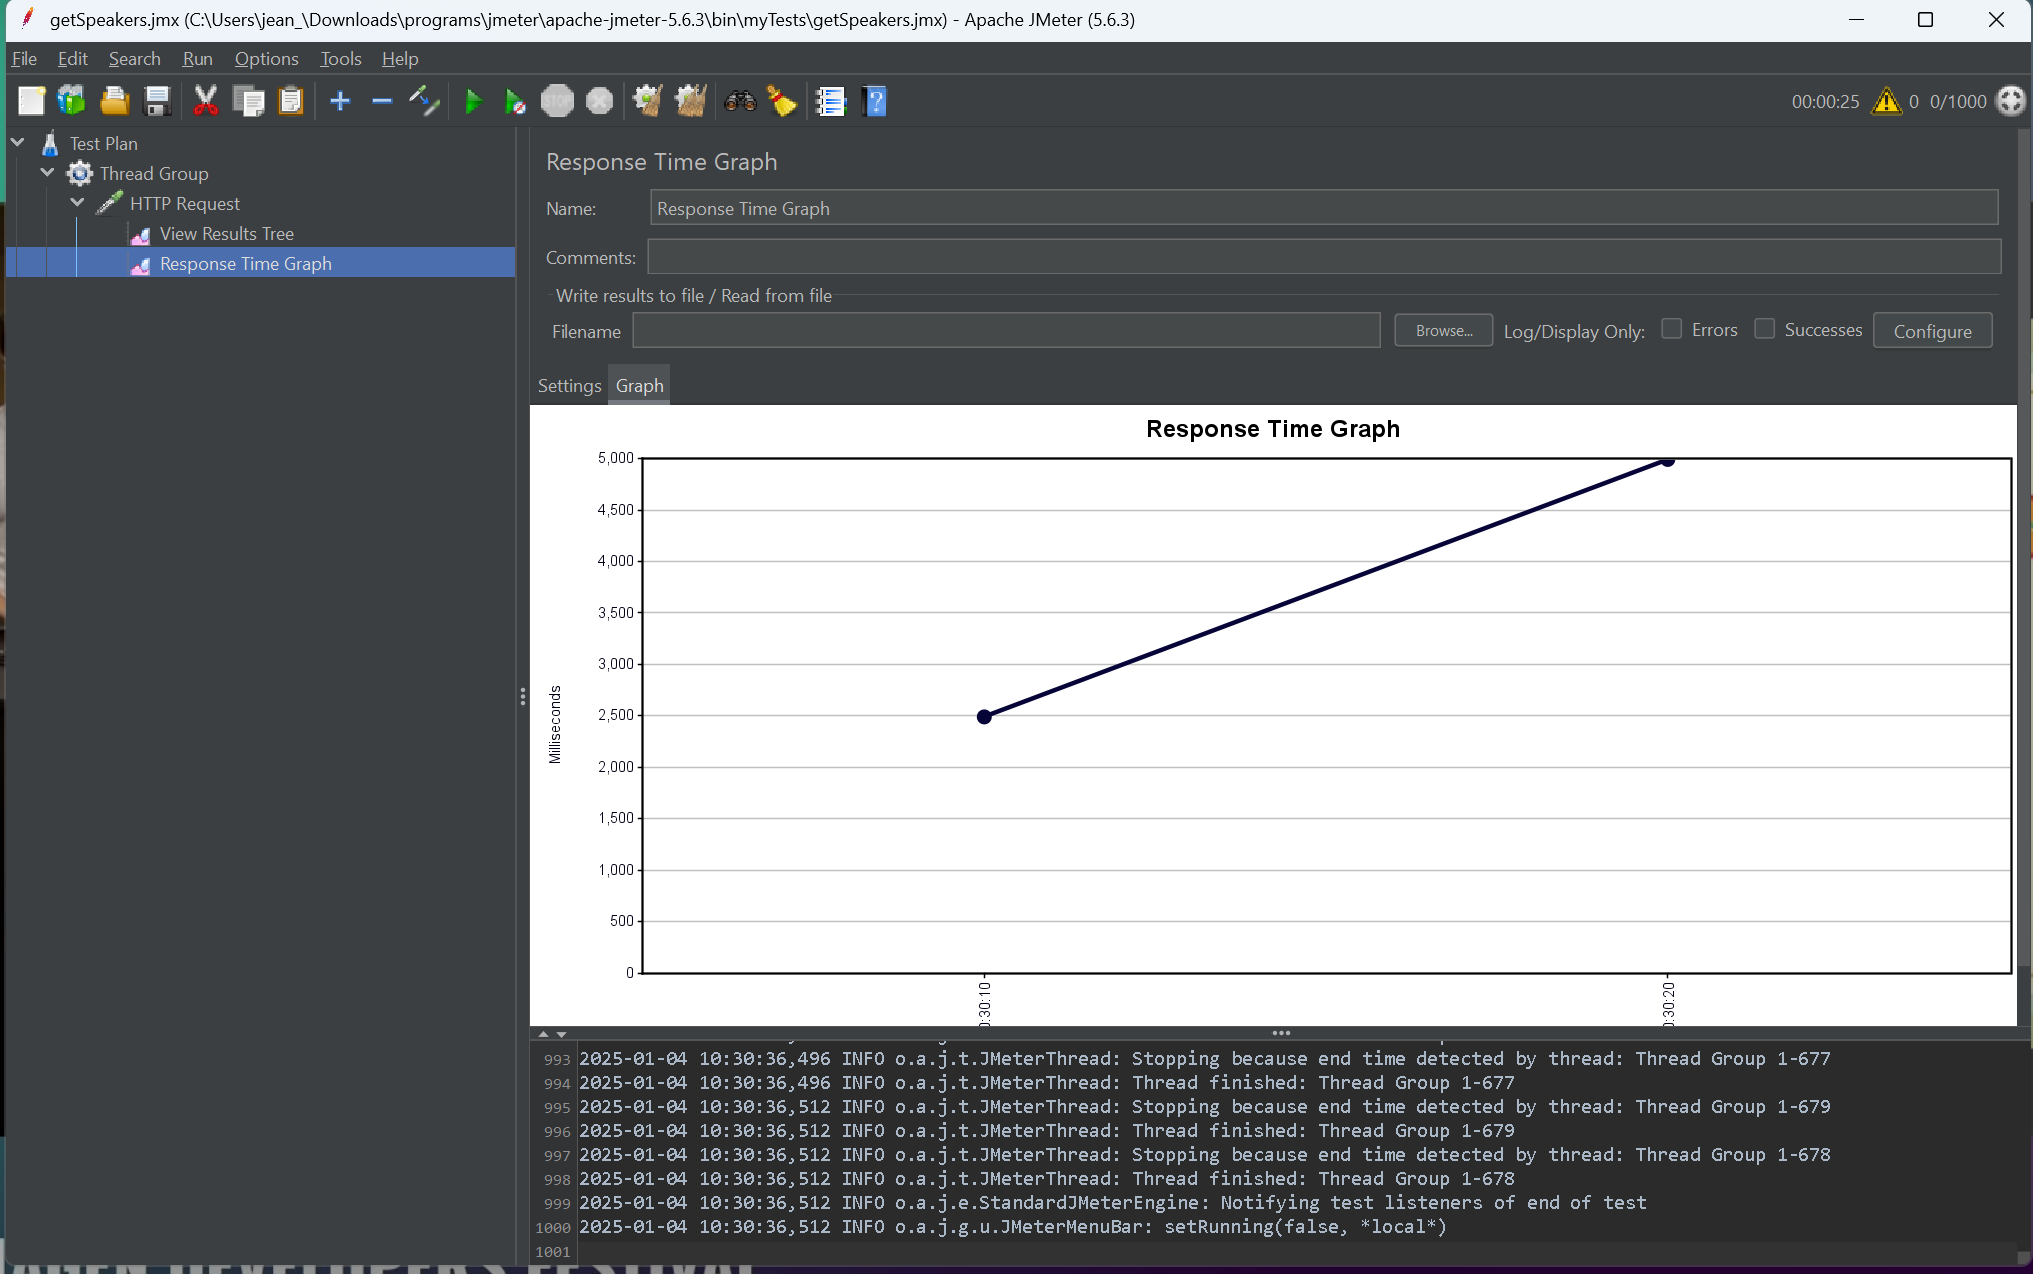 getSpeakers.jmx (C:\Users\jean_\Downloads\programs\jmeter\apache-jmeter-5.6.3\bin\myTests\getSpeakers.jmx) - Apache JMeter (5.6.3)
File Edit Search Run Options Tools Help
STOP 00:00:25 0 0/1000
Test Plan
Thread Group
HTTP Request
View Results Tree
Response Time Graph
Response Time Graph
Name: Response Time Graph
Comments:
Write results to file / Read from file
Filename Browse... Log/Display Only: Errors Successes Configure
Settings Graph
Response Time Graph
5,000
4,500
4,000
3,500
3,000
2,500
2,000
1,500
1,000
500
0
Milliseconds
:30:10
:30:20
993 2025-01-04 10:30:36,496 INFO o.a.j.t.JMeterThread: Stopping because end time detected by thread: Thread Group 1-677
994 2025-01-04 10:30:36,496 INFO o.a.j.t.JMeterThread: Thread finished: Thread Group 1-677
995 2025-01-04 10:30:36,512 INFO o.a.j.t.JMeterThread: Stopping because end time detected by thread: Thread Group 1-679
996 2025-01-04 10:30:36,512 INFO o.a.j.t.JMeterThread: Thread finished: Thread Group 1-679
997 2025-01-04 10:30:36,512 INFO o.a.j.t.JMeterThread: Stopping because end time detected by thread: Thread Group 1-678
998 2025-01-04 10:30:36,512 INFO o.a.j.t.JMeterThread: Thread finished: Thread Group 1-678
999 2025-01-04 10:30:36,512 INFO o.a.j.e.StandardJMeterEngine: Notifying test listeners of end of test
1000 2025-01-04 10:30:36,512 INFO o.a.j.g.u.JMeterMenuBar: setRunning(false, *local*)
1001
DEVELOPERS FESTIVAL